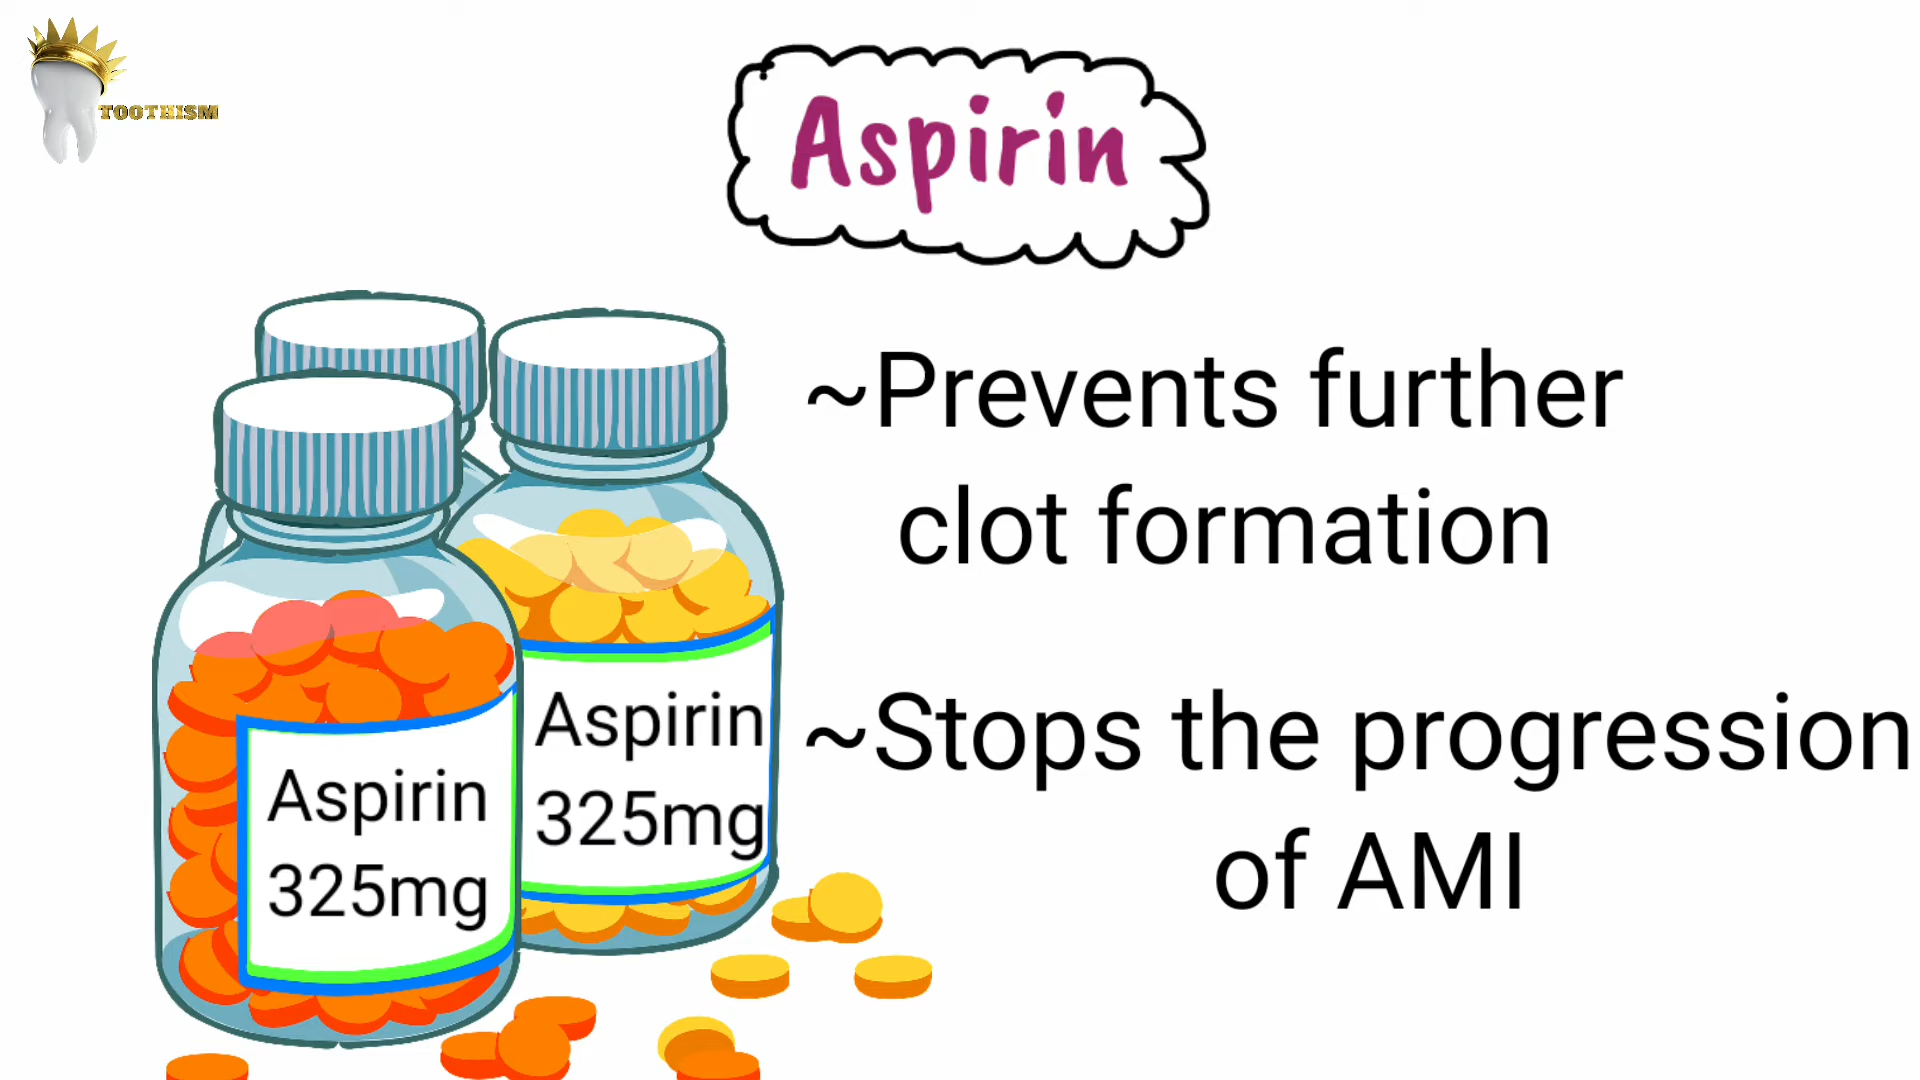 TOOTHISM
Aspirin
~Prevents further
clot formation
~Stops the progression
of AMI
Aspirin
325mg
Aspirin
325mg